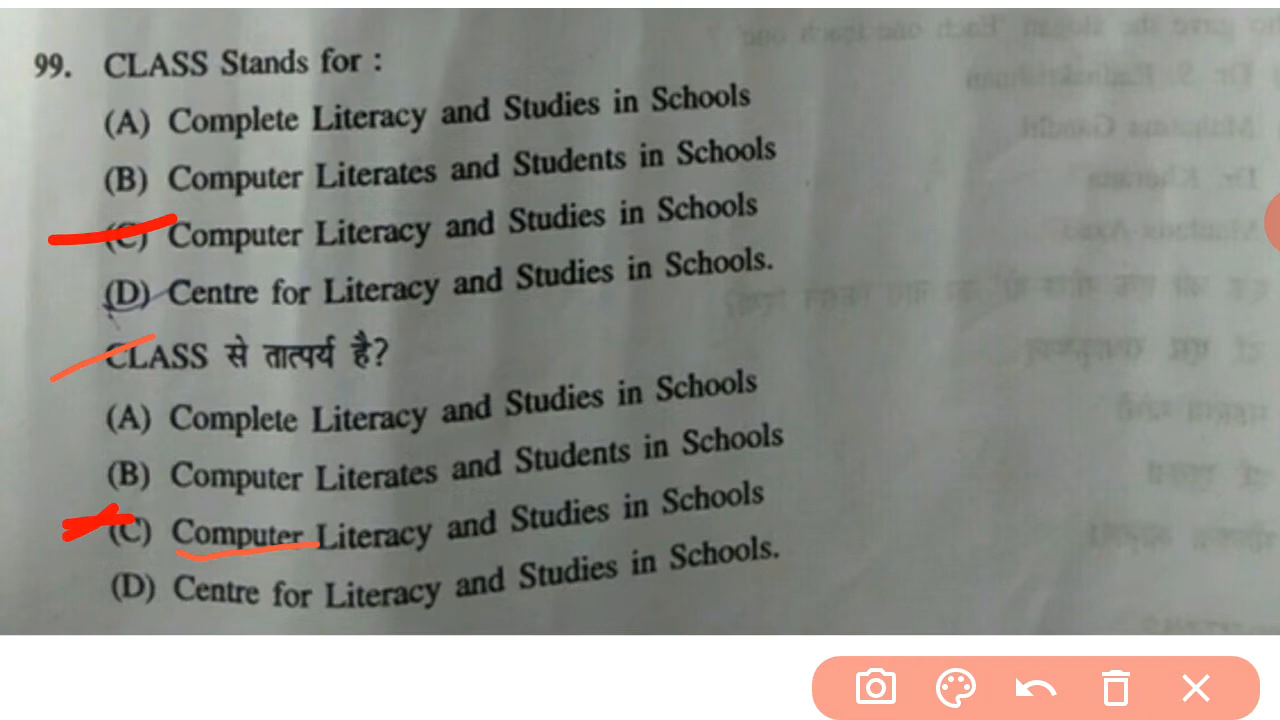 99. CLASS Stands for :
(A) Complete Literacy and Studies in Schools
(B) Computer Literates and Students in Schools
(C) Computer Literacy and Studies in Schools
(D) Centre for Literacy and Studies in Schools.
CLASS से तात्पर्य है?
(A) Complete Literacy and Studies in Schools
(B) Computer Literates and Students in Schools
(C) Computer Literacy and Studies in Schools
(D) Centre for Literacy and Studies in Schools.